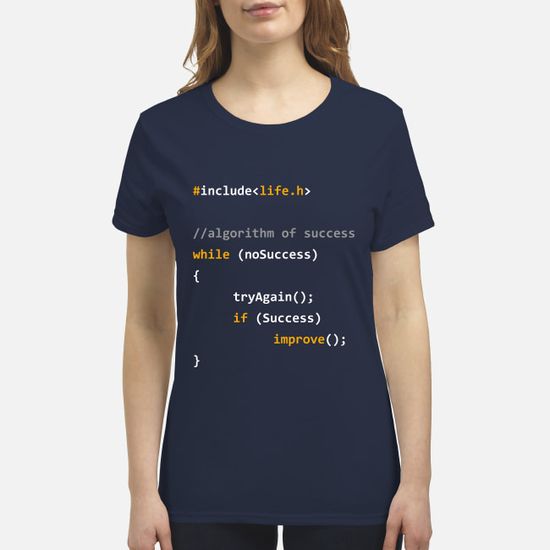 #include<life.h>
//algorithm of success
while (noSuccess)
{
tryAgain();
if (Success)
improve();
}